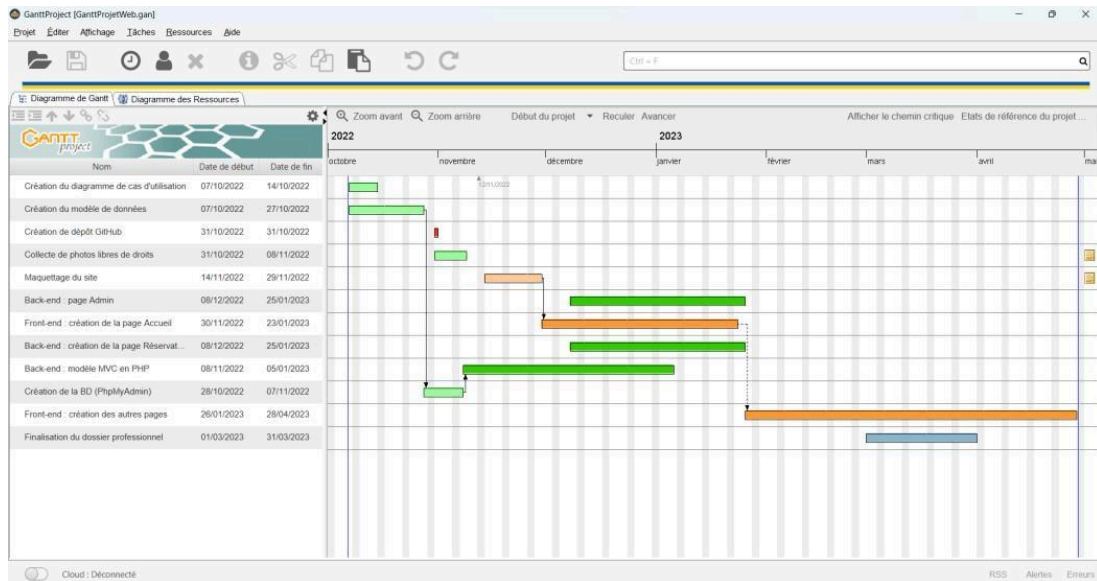 GanttProject [GanttProjetWeb.gan]
Projet Éditer Affichage Tâches Ressources Aide
Ctrl + F
Diagramme de Gantt Diagramme des Ressources
Zoom avant Zoom arrière Début du projet Reculer Avancer Afficher le chemin critique Etats de référence du projet ...
GANTT project
2022 2023
Nom Date de début Date de fin
octobre novembre décembre janvier février mars avril mai
12/11/2022
Création du diagramme de cas d'utilisation 07/10/2022 14/10/2022
Création du modèle de données 07/10/2022 27/10/2022
Création de dépôt GitHub 31/10/2022 31/10/2022
Collecte de photos libres de droits 31/10/2022 08/11/2022
Maquettage du site 14/11/2022 29/11/2022
Back-end : page Admin 08/12/2022 25/01/2023
Front-end : création de la page Accueil 30/11/2022 23/01/2023
Back-end : création de la page Réservat... 08/12/2022 25/01/2023
Back-end : modèle MVC en PHP 08/11/2022 05/01/2023
Création de la BD (PhpMyAdmin) 28/10/2022 07/11/2022
Front-end : création des autres pages 26/01/2023 28/04/2023
Finalisation du dossier professionnel 01/03/2023 31/03/2023
Cloud : Déconnecté RSS Alertes Erreurs